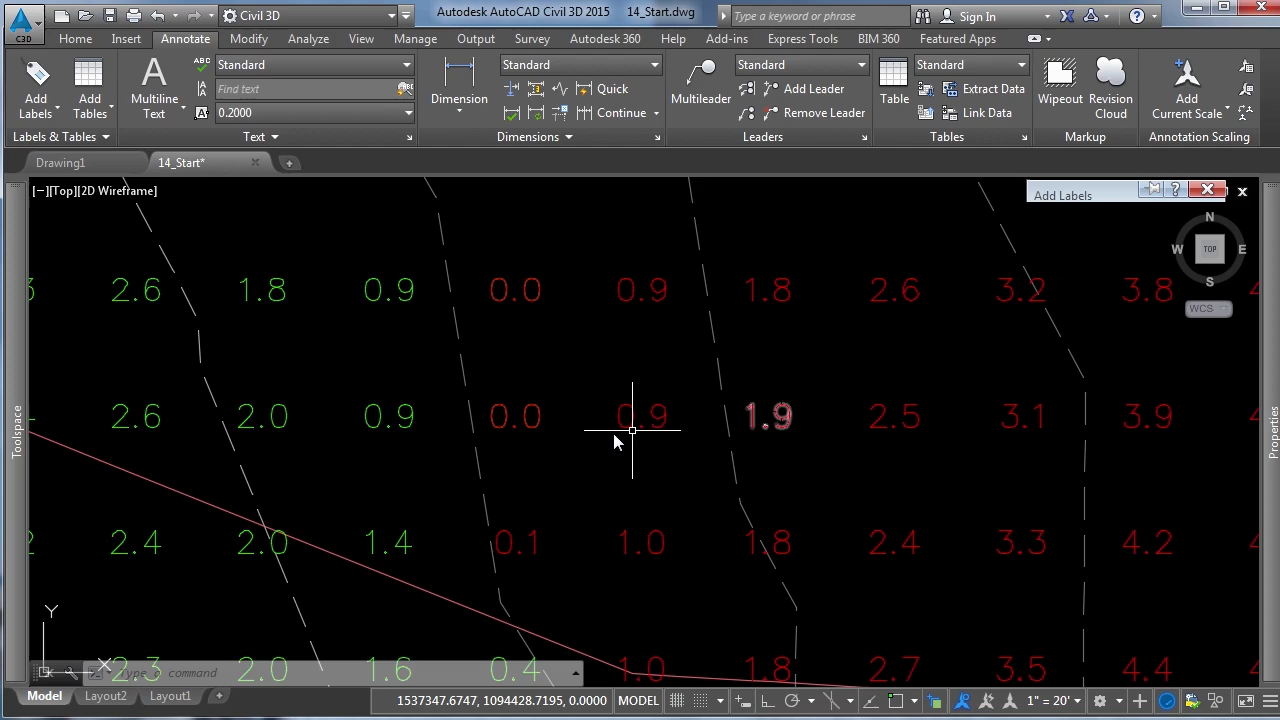 Civil 3D
Autodesk AutoCAD Civil 3D 2015 14_Start.dwg
Type a keyword or phrase
Sign In
C3D
Home Insert Annotate Modify Analyze View Manage Output Survey Autodesk 360 Help Add-ins Express Tools BIM 360 Featured Apps
Add Labels
Add Tables
Labels & Tables
Multiline Text
ABC
Standard
Find text
0.2000
Text
Dimension
Standard
Quick
Continue
Dimensions
Multileader
Standard
Add Leader
Remove Leader
Leaders
Table
Standard
Extract Data
Link Data
Tables
Wipeout
Revision Cloud
Markup
Add Current Scale
Annotation Scaling
Drawing1
14_Start*
[−][Top][2D Wireframe]
Add Labels
N
W TOP E
S
WCS
Toolspace
Properties
2.6 1.8 0.9 0.0 0.9 1.8 2.6 3.2 3.8
2.6 2.0 0.9 0.0 0.9 1.9 2.5 3.1 3.9
2.4 2.0 1.4 0.1 1.0 1.8 2.4 3.3 4.2
2.3 2.0 1.6 0.4 1.0 1.8 2.7 3.5 4.4
Y
X
Type a command
Model Layout2 Layout1
1537347.6747, 1094428.7195, 0.0000 MODEL
1" = 20'